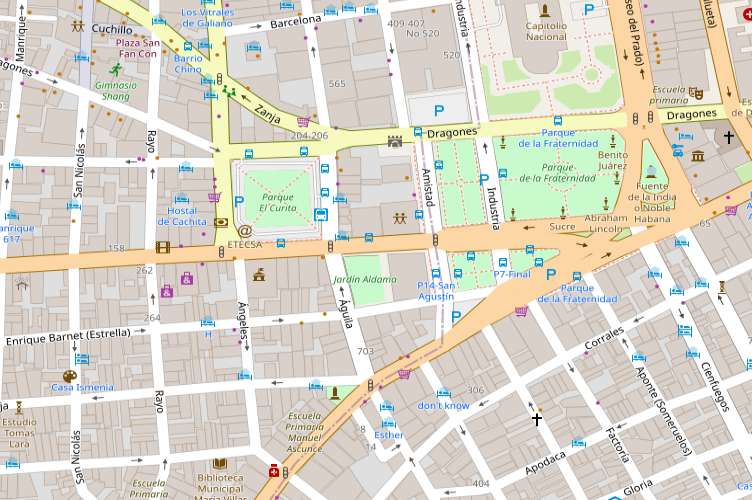 Los Vitrales
de Galiano
Barcelona
409-407
No 520
Industria
Capitolio
Nacional
Paseo del Prado)
Zulueta)
Manrique
Cuchillo
Plaza San
Fan Con
Barrio
Chino
520
565
Dragones
Gimnasio
Shang
Zanja
Escuela
primaria
Dragones
204-206
Dragones
Parque de
la Fraternidad
San Nicolás
Rayo
Parque
de la Fraternidad
Benito
Juárez
Parque
El Curita
Amistad
Industria
Fuente
de la India
o Noble
Habana
Hostal
de Cachita
Manrique
617
Abraham
Lincoln
Sucre
65
ETECSA
158
262
Jardín Aldama
P14-San
Agustín
P7-Final
Parque de
la Fraternidad
264
Ángeles
Águila
Enrique Barnet (Estrella)
H
Corrales
703
Casa Ismenia
Rayo
306
don't know
Aponte (Someruelos)
Cienfuegos
Estudio
Tomas
Lara
Escuela
Primaria
Manuel
Ascunce
Esther
8
14
Factoría
San Nicolás
Apodaca
Biblioteca
Municipal
María Villar
Escuela
Primaria
404
Gloria